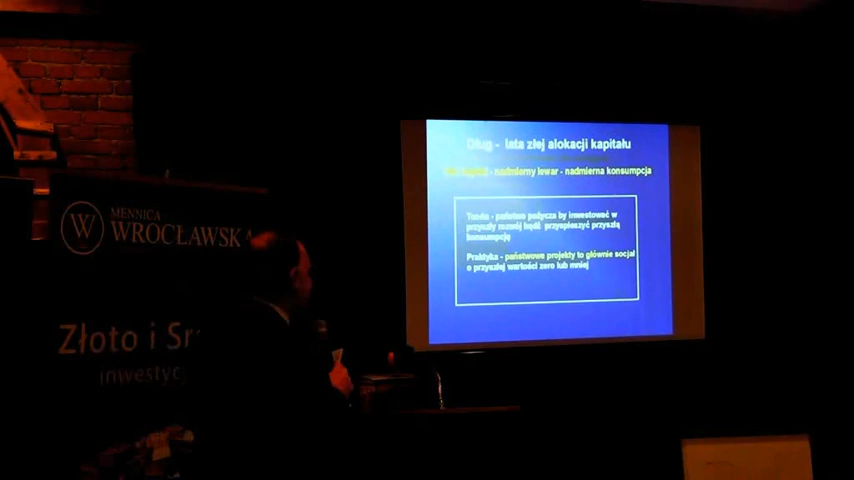 W
MENNICA
WROCŁAWSKA
Złoto i Sr
inwestyc
Dług - lata złej alokacji kapitału
- nadmierny lewar - nadmierna konsumpcja
Teoria - państwo pożycza by inwestować w
przyszły rozwój bądź przyspieszyć przyszłą
konsumpcję
Praktyka - państwowe projekty to głównie socjal
o przyszłej wartości zero lub mniej